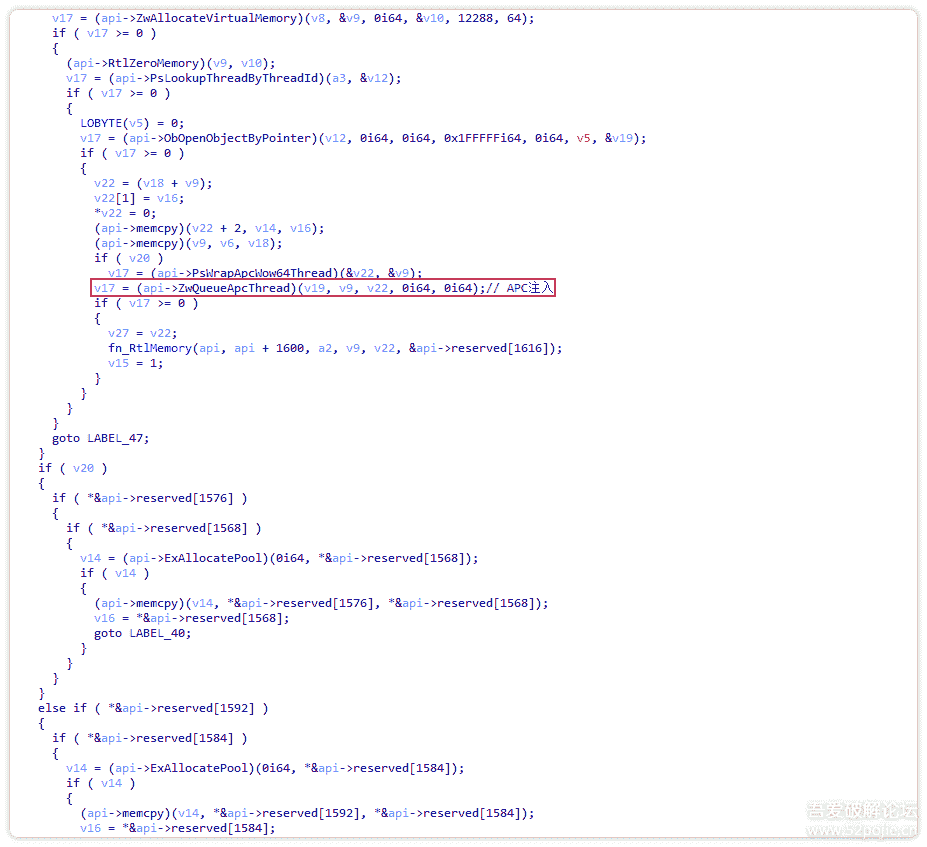 v17 = (api->ZwAllocateVirtualMemory)(v8, &v9, 0i64, &v10, 12288, 64);
if ( v17 >= 0 )
{
(api->RtlZeroMemory)(v9, v10);
v17 = (api->PsLookupThreadByThreadId)(a3, &v12);
if ( v17 >= 0 )
{
LOBYTE(v5) = 0;
v17 = (api->ObOpenObjectByPointer)(v12, 0i64, 0i64, 0x1FFFFFi64, 0i64, v5, &v19);
if ( v17 >= 0 )
{
v22 = (v18 + v9);
v22[1] = v16;
*v22 = 0;
(api->memcpy)(v22 + 2, v14, v16);
(api->memcpy)(v9, v6, v18);
if ( v20 )
v17 = (api->PsWrapApcWow64Thread)(&v22, &v9);
v17 = (api->ZwQueueApcThread)(v19, v9, v22, 0i64, 0i64);// APC注入
if ( v17 >= 0 )
{
v27 = v22;
fn_RtlMemory(api, api + 1600, a2, v9, v22, &api->reserved[1616]);
v15 = 1;
}
}
}
}
goto LABEL_47;
}
if ( v20 )
{
if ( *&api->reserved[1576] )
{
if ( *&api->reserved[1568] )
{
v14 = (api->ExAllocatePool)(0i64, *&api->reserved[1568]);
if ( v14 )
{
(api->memcpy)(v14, *&api->reserved[1576], *&api->reserved[1568]);
v16 = *&api->reserved[1568];
goto LABEL_40;
}
}
}
}
else if ( *&api->reserved[1592] )
{
if ( *&api->reserved[1584] )
{
v14 = (api->ExAllocatePool)(0i64, *&api->reserved[1584]);
if ( v14 )
{
(api->memcpy)(v14, *&api->reserved[1592], *&api->reserved[1584]);
v16 = *&api->reserved[1584];
吾爱破解论坛
www.52pojie.cn